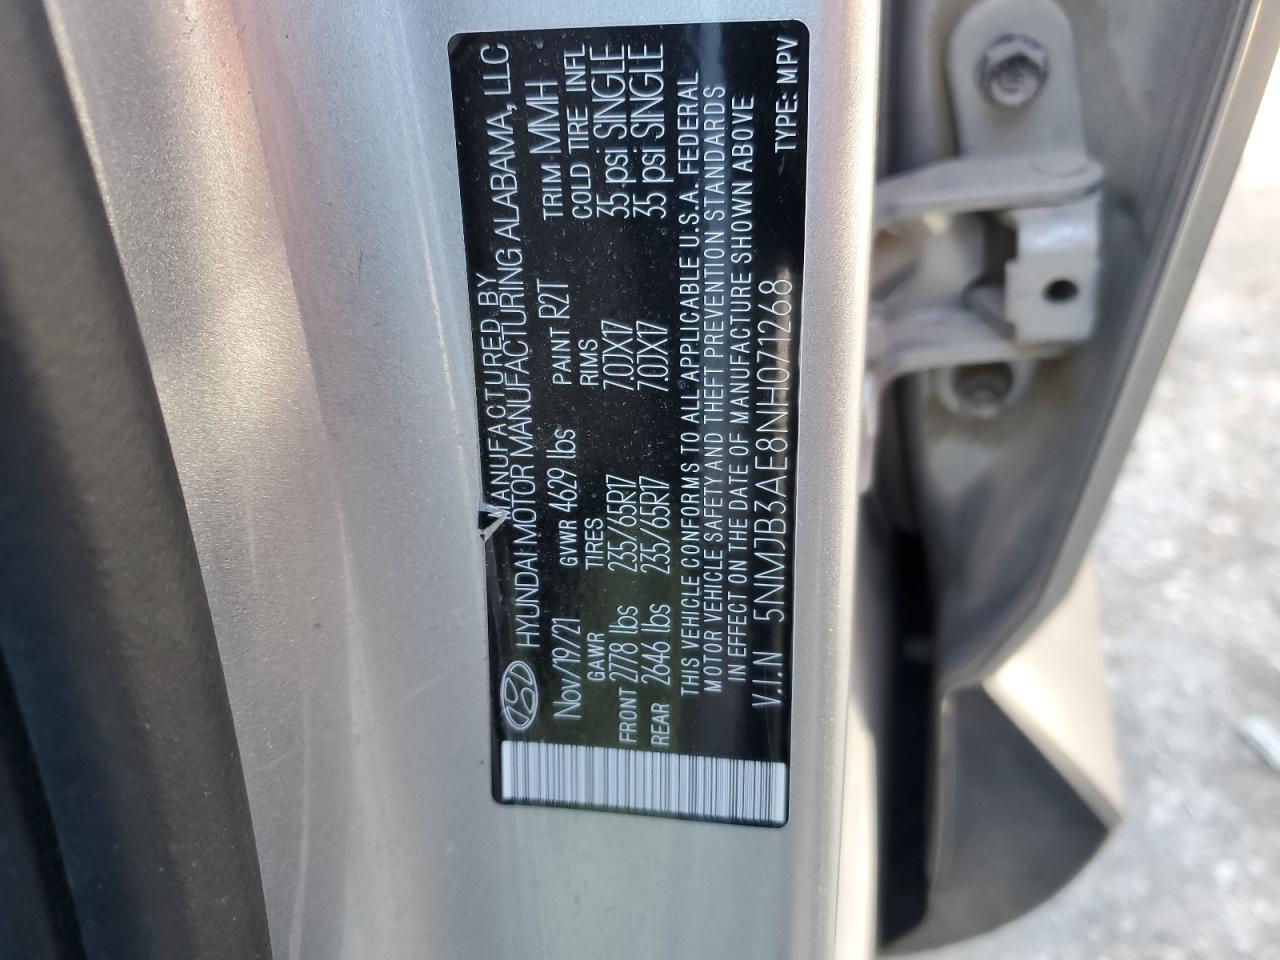 MANUFACTURED BY
HYUNDAI MOTOR MANUFACTURING ALABAMA, LLC
Nov/19/21 GVWR 4629 lbs PAINT R2T TRIM MMH
GAWR TIRES RIMS COLD TIRE INFL
FRONT 2778 lbs 235/65R17 7.0JX17 35 psi SINGLE
REAR 2646 lbs 235/65R17 7.0JX17 35 psi SINGLE
THIS VEHICLE CONFORMS TO ALL APPLICABLE U.S.A. FEDERAL
MOTOR VEHICLE SAFETY AND THEFT PREVENTION STANDARDS
IN EFFECT ON THE DATE OF MANUFACTURE SHOWN ABOVE
V.I.N 5NMJB3AE8NH071268 TYPE: MPV